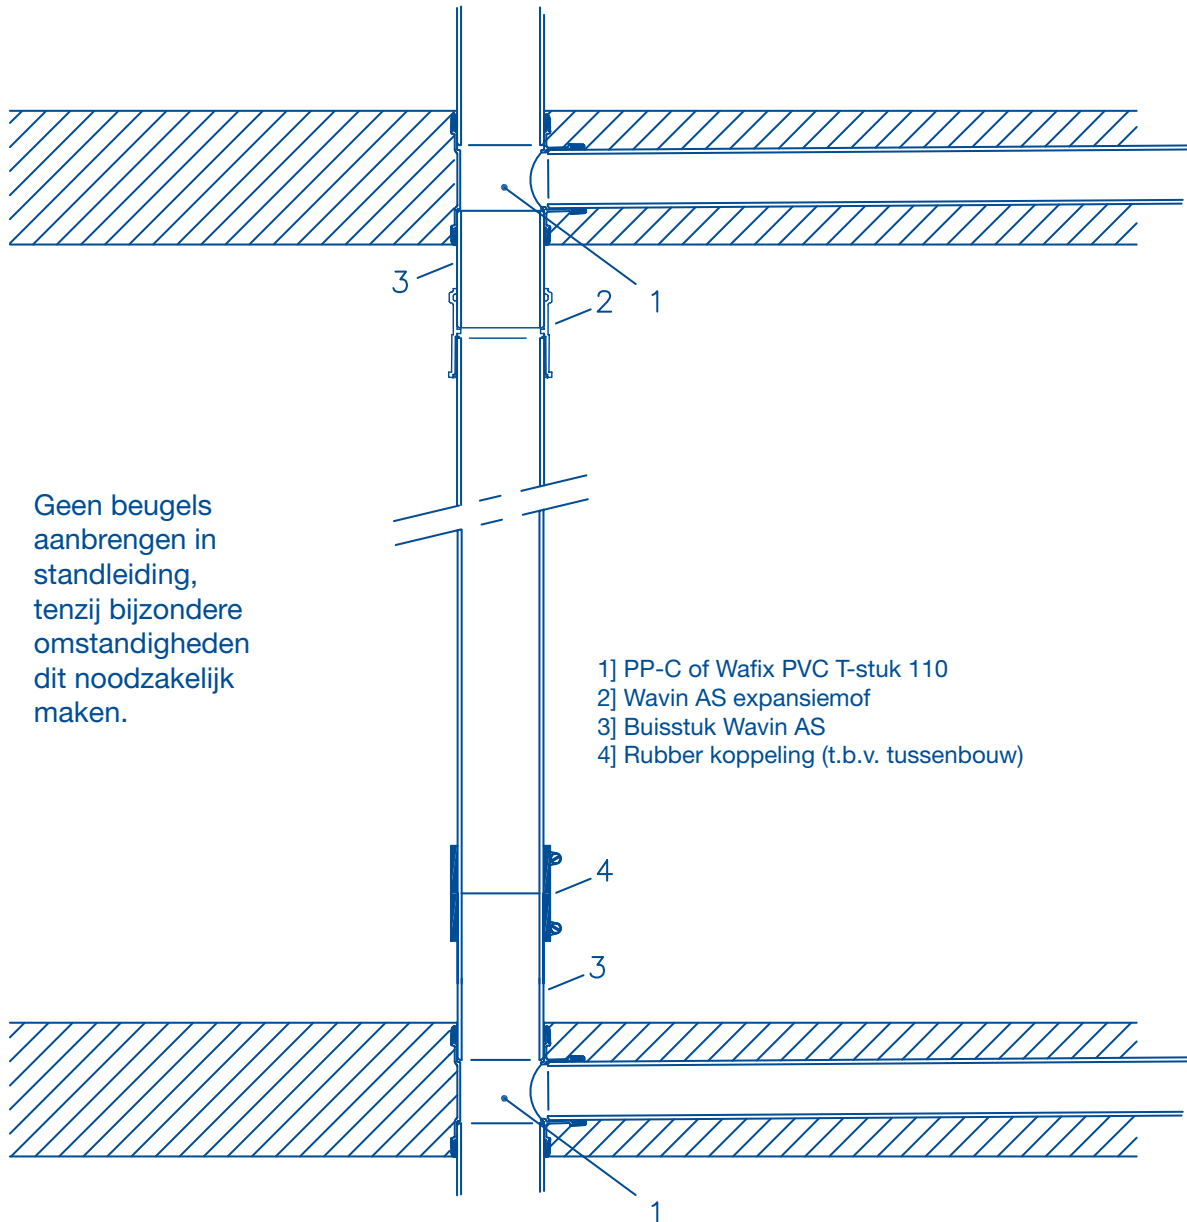 3
2
1
Geen beugels
aanbrengen in
standleiding,
tenzij bijzondere
omstandigheden
dit noodzakelijk
maken.
1] PP-C of Wafix PVC T-stuk 110
2] Wavin AS expansiemof
3] Buisstuk Wavin AS
4] Rubber koppeling (t.b.v. tussenbouw)
4
3
1